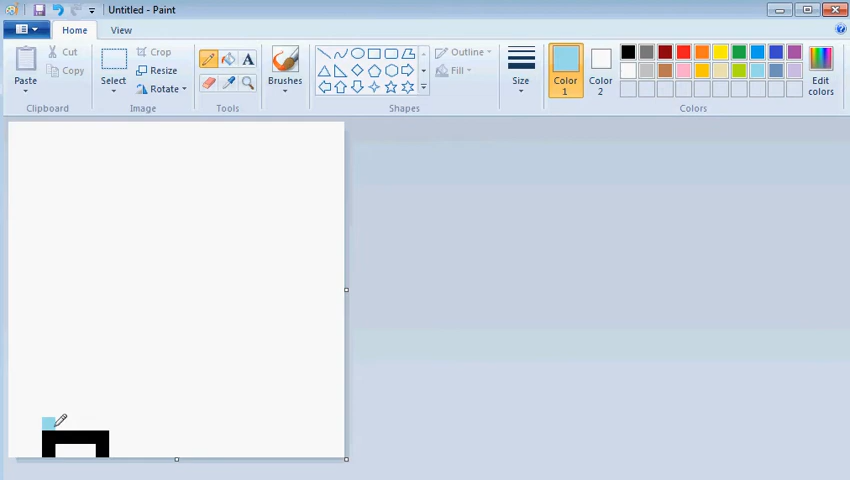 Untitled - Paint
Home View
Paste
Cut
Copy
Clipboard
Select
Crop
Resize
Rotate
Image
A
Tools
Brushes
Shapes
Outline
Fill
Size
Color 1
Color 2
Edit colors
Colors